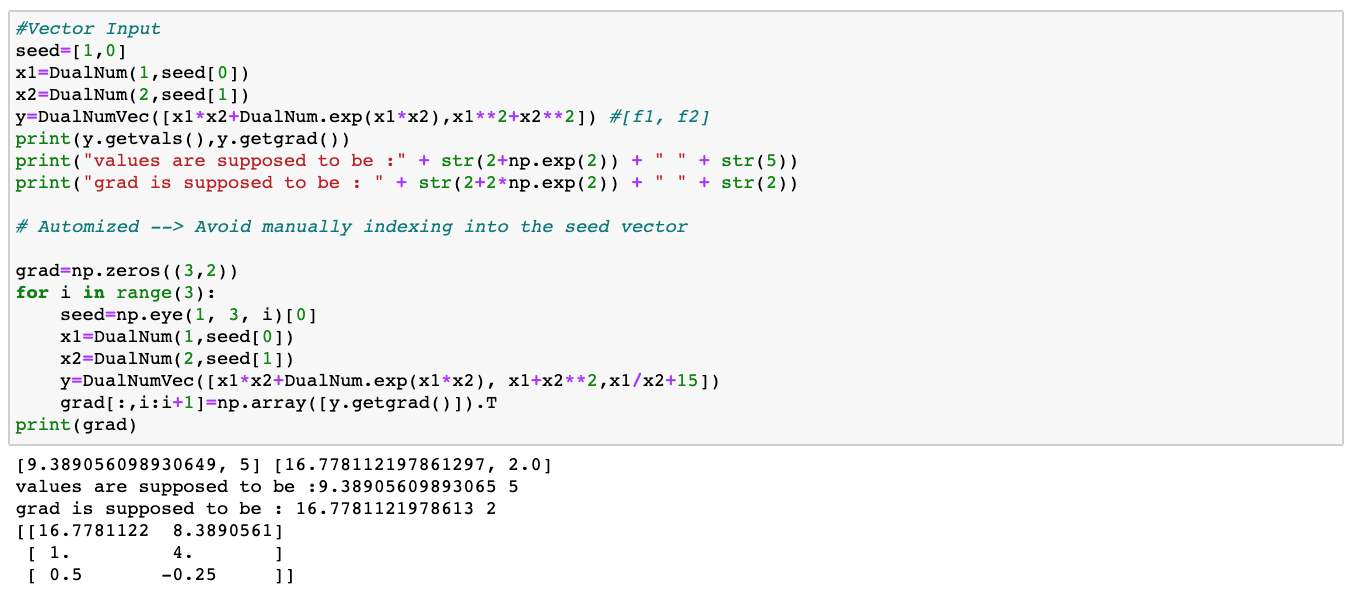 #Vector Input
seed=[1,0]
x1=DualNum(1,seed[0])
x2=DualNum(2,seed[1])
y=DualNumVec([x1*x2+DualNum.exp(x1*x2),x1**2+x2**2]) #[f1, f2]
print(y.getvals(),y.getgrad())
print("values are supposed to be :" + str(2+np.exp(2)) + " " + str(5))
print("grad is supposed to be : " + str(2+2*np.exp(2)) + " " + str(2))
# Automized --> Avoid manually indexing into the seed vector
grad=np.zeros((3,2))
for i in range(3):
    seed=np.eye(1, 3, i)[0]
    x1=DualNum(1,seed[0])
    x2=DualNum(2,seed[1])
    y=DualNumVec([x1*x2+DualNum.exp(x1*x2), x1+x2**2,x1/x2+15])
    grad[:,i:i+1]=np.array([y.getgrad()]).T
print(grad)
[9.389056098930649, 5] [16.778112197861297, 2.0]
values are supposed to be :9.38905609893065 5
grad is supposed to be : 16.7781121978613 2
[[16.7781122  8.3890561]
 [ 1.         4.       ]
 [ 0.5       -0.25     ]]